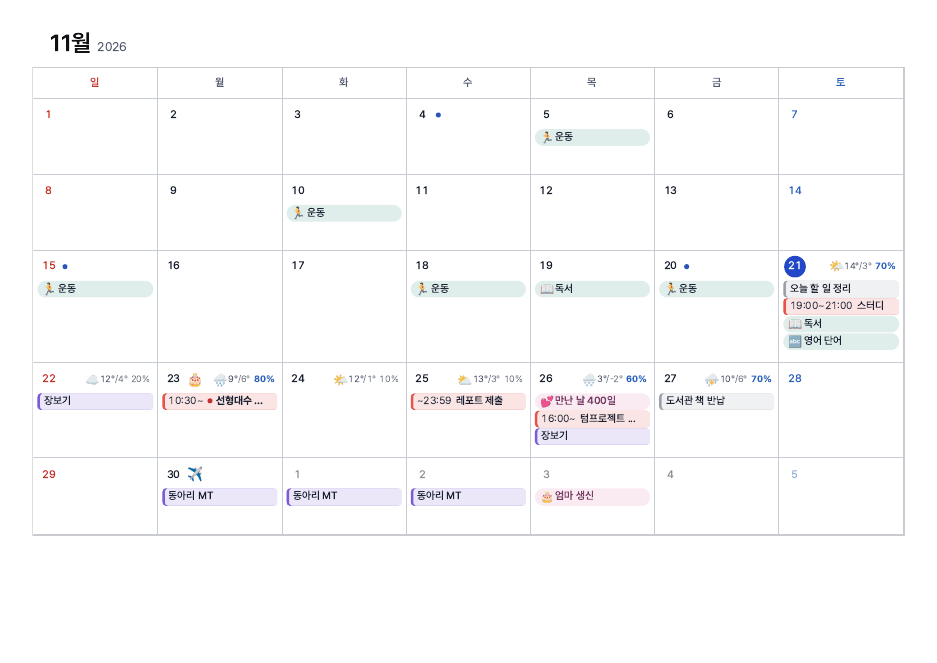 11월 2026
일 월 화 수 목 금 토
1 2 3 4 5 6 7
운동
8 9 10 11 12 13 14
운동
15 16 17 18 19 20 21 14°/3° 70%
운동 운동 독서 운동 오늘 할 일 정리
19:00~21:00 스터디
독서
abc 영어 단어
22 12°/4° 20% 23 9°/6° 80% 24 12°/1° 10% 25 13°/3° 10% 26 3°/-2° 60% 27 10°/6° 70% 28
장보기 10:30~ 선형대수 ... ~23:59 레포트 제출 만난 날 400일 도서관 책 반납
16:00~ 텀프로젝트 ...
장보기
29 30 1 2 3 4 5
동아리 MT 동아리 MT 동아리 MT 엄마 생신